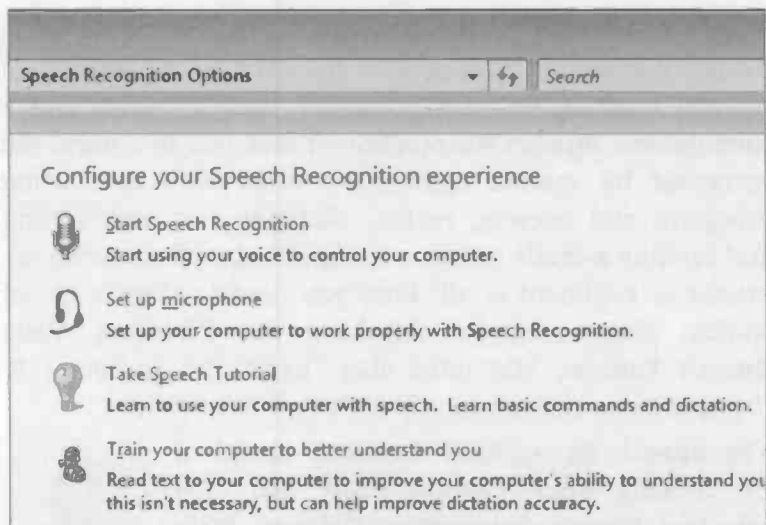 Speech Recognition Options
Search
Configure your Speech Recognition experience
Start Speech Recognition
Start using your voice to control your computer.
Set up microphone
Set up your computer to work properly with Speech Recognition.
Take Speech Tutorial
Learn to use your computer with speech. Learn basic commands and dictation.
Train your computer to better understand you
Read text to your computer to improve your computer's ability to understand you
this isn't necessary, but can help improve dictation accuracy.